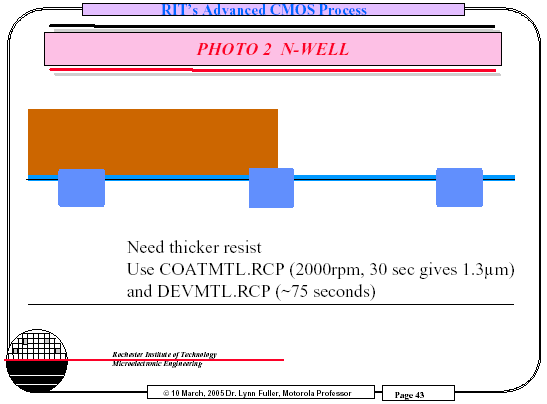 RIT's Advanced CMOS Process
PHOTO 2 N-WELL
Need thicker resist
Use COATMTL.RCP (2000rpm, 30 sec gives 1.3µm)
and DEVMTL.RCP (~75 seconds)
Rochester Institute of Technology
Microelectronic Engineering
© 10 March, 2005 Dr. Lynn Fuller, Motorola Professor
Page 43